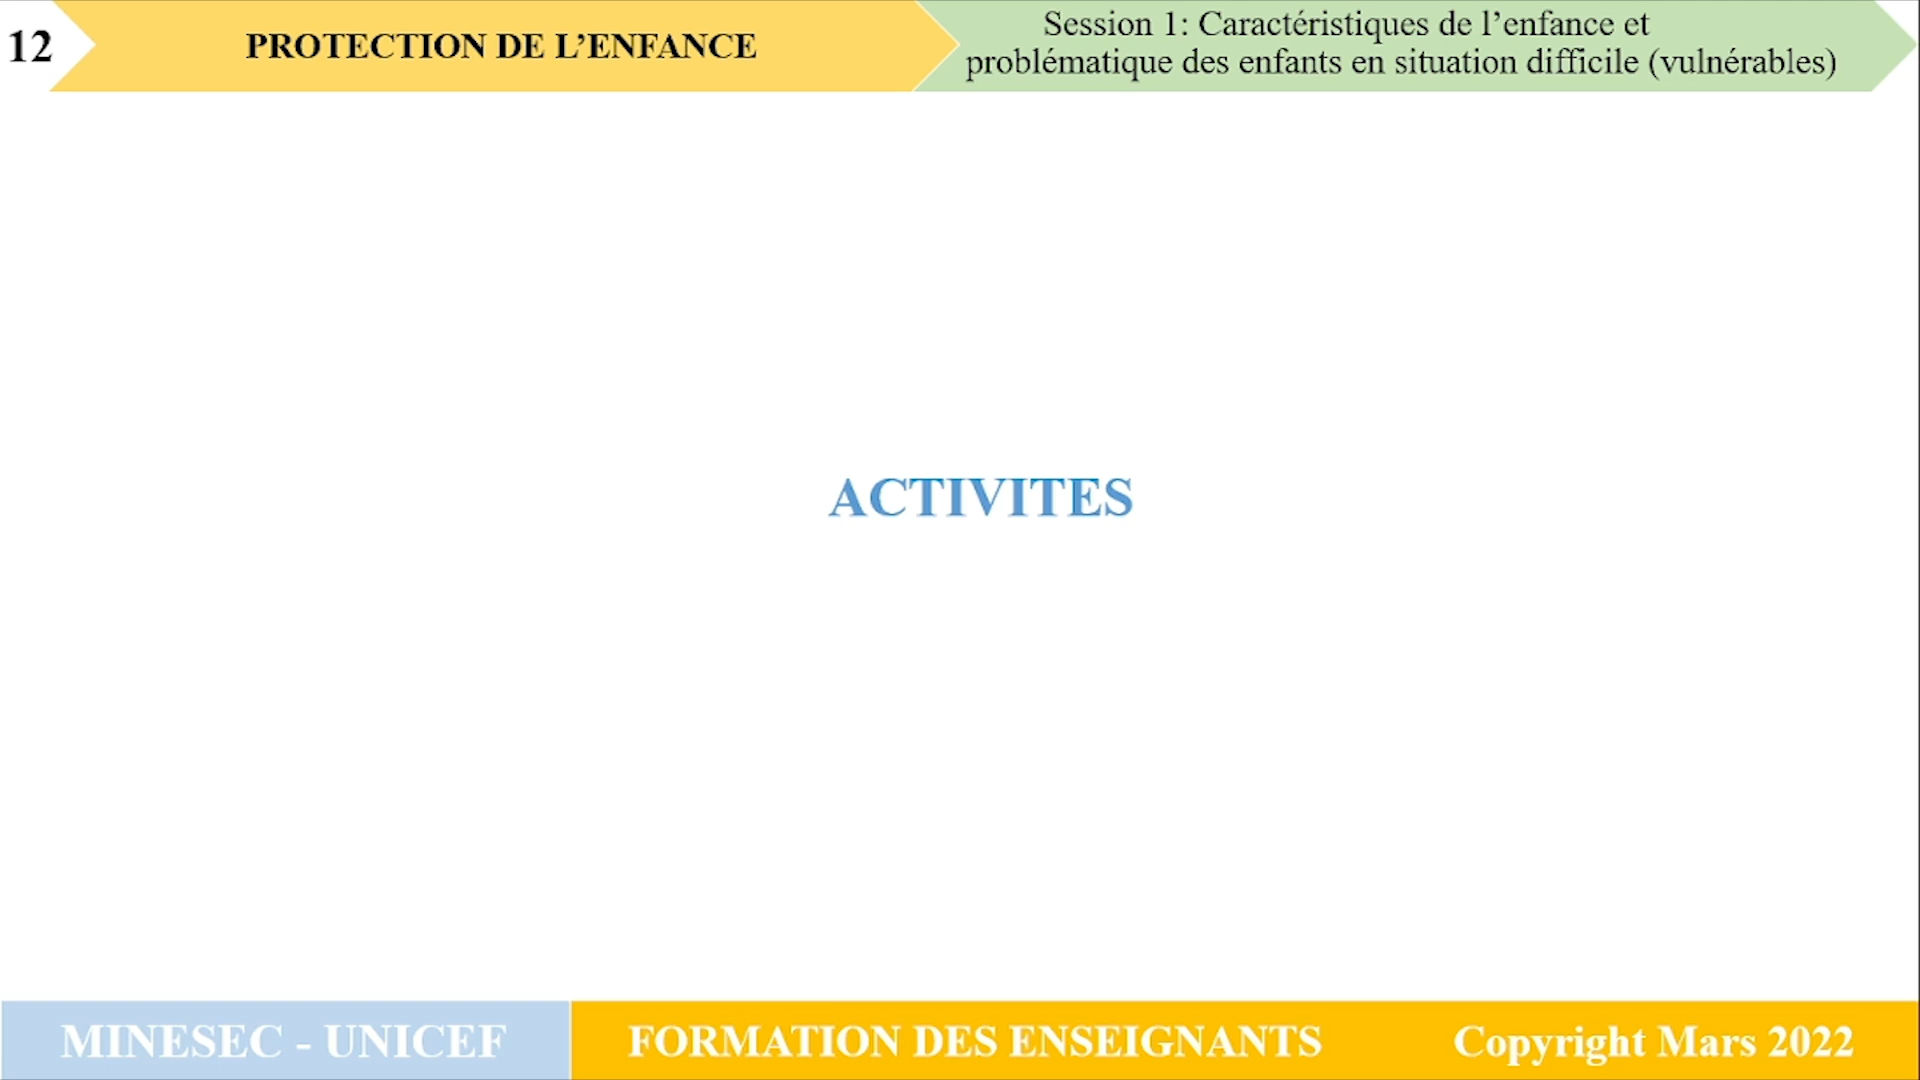 12
PROTECTION DE L’ENFANCE
Session 1: Caractéristiques de l’enfance et
problématique des enfants en situation difficile (vulnérables)
ACTIVITES
MINESEC - UNICEF
FORMATION DES ENSEIGNANTS
Copyright Mars 2022